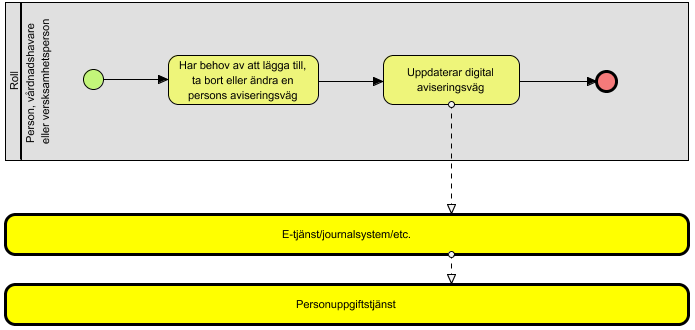 Roll
Person, vårdnadshavare
eller versksamhetsperson
Har behov av att lägga till,
ta bort eller ändra en
persons aviseringsväg
Uppdaterar digital
aviseringsväg
E-tjänst/journalsystem/etc.
Personuppgiftstjänst